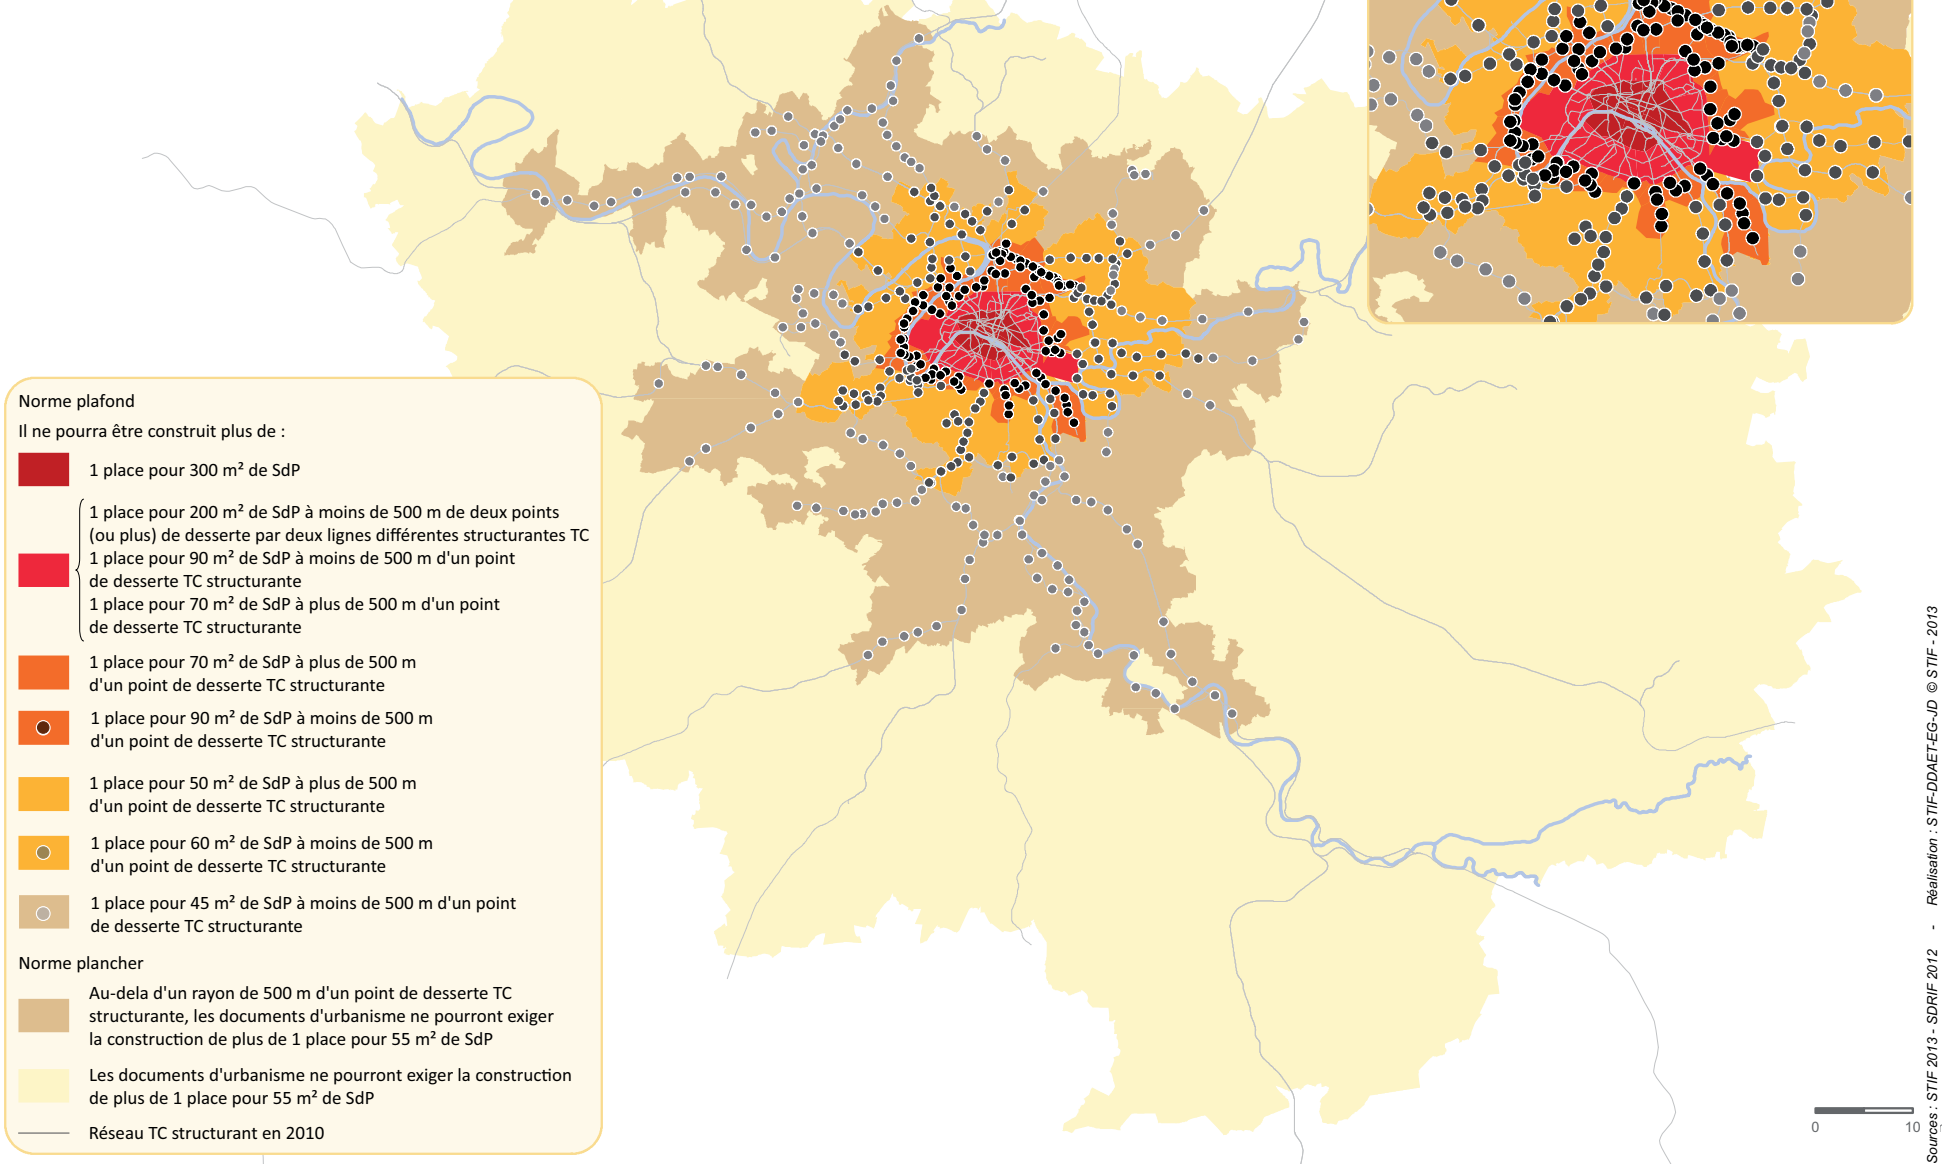 Norme plafond
Il ne pourra être construit plus de :
1 place pour 300 m² de SdP
1 place pour 200 m² de SdP à moins de 500 m de deux points
(ou plus) de desserte par deux lignes différentes structurantes TC
1 place pour 90 m² de SdP à moins de 500 m d'un point
de desserte TC structurante
1 place pour 70 m² de SdP à plus de 500 m d'un point
de desserte TC structurante
1 place pour 70 m² de SdP à plus de 500 m
d'un point de desserte TC structurante
1 place pour 90 m² de SdP à moins de 500 m
d'un point de desserte TC structurante
1 place pour 50 m² de SdP à plus de 500 m
d'un point de desserte TC structurante
1 place pour 60 m² de SdP à moins de 500 m
d'un point de desserte TC structurante
1 place pour 45 m² de SdP à moins de 500 m d'un point
de desserte TC structurante
Norme plancher
Au-dela d'un rayon de 500 m d'un point de desserte TC
structurante, les documents d'urbanisme ne pourront exiger
la construction de plus de 1 place pour 55 m² de SdP
Les documents d'urbanisme ne pourront exiger la construction
de plus de 1 place pour 55 m² de SdP
Réseau TC structurant en 2010
0 10
Sources : STIF 2013 - SDRIF 2012 - Réalisation : STIF-DDAET-EG-JD © STIF - 2013